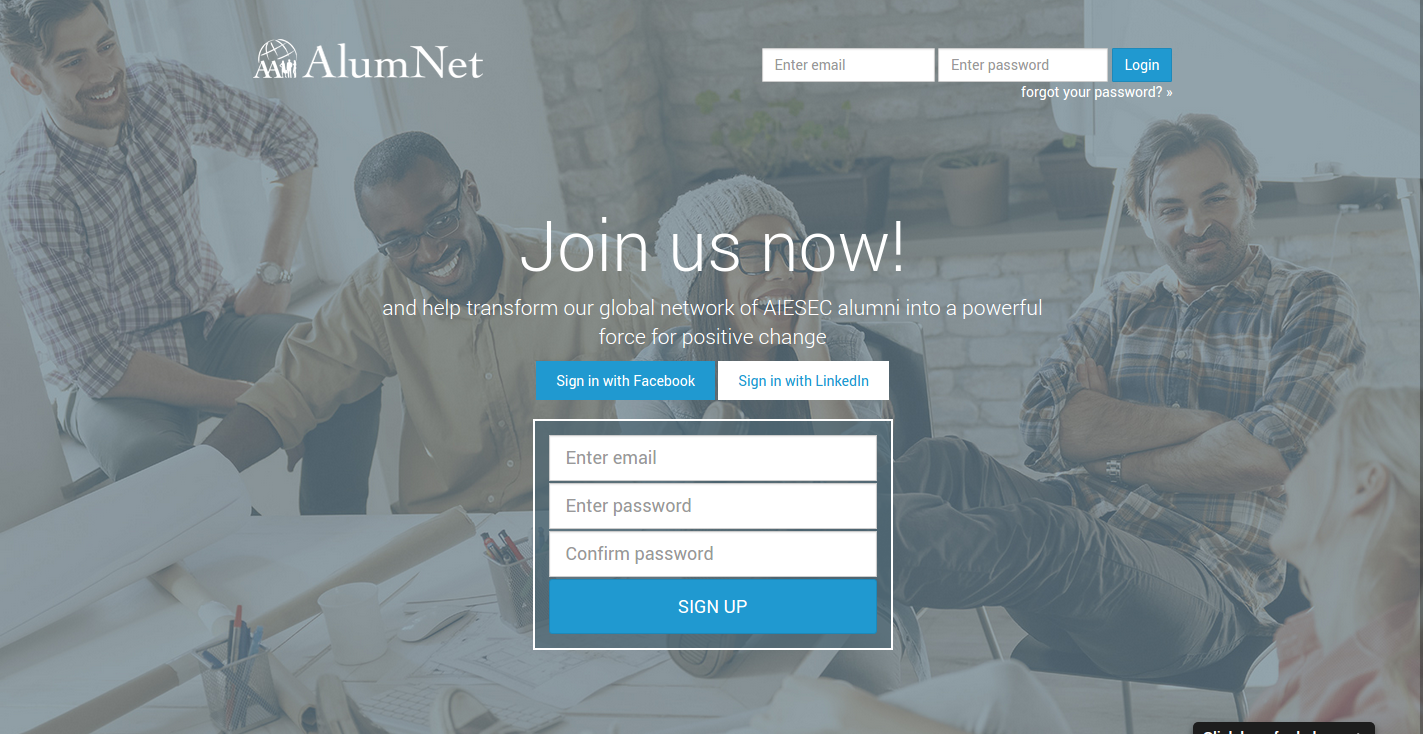 AlumNet
Enter email
Enter password
Login
forgot your password? »
Join us now!
and help transform our global network of AIESEC alumni into a powerful
force for positive change
Sign in with Facebook
Sign in with LinkedIn
Enter email
Enter password
Confirm password
SIGN UP